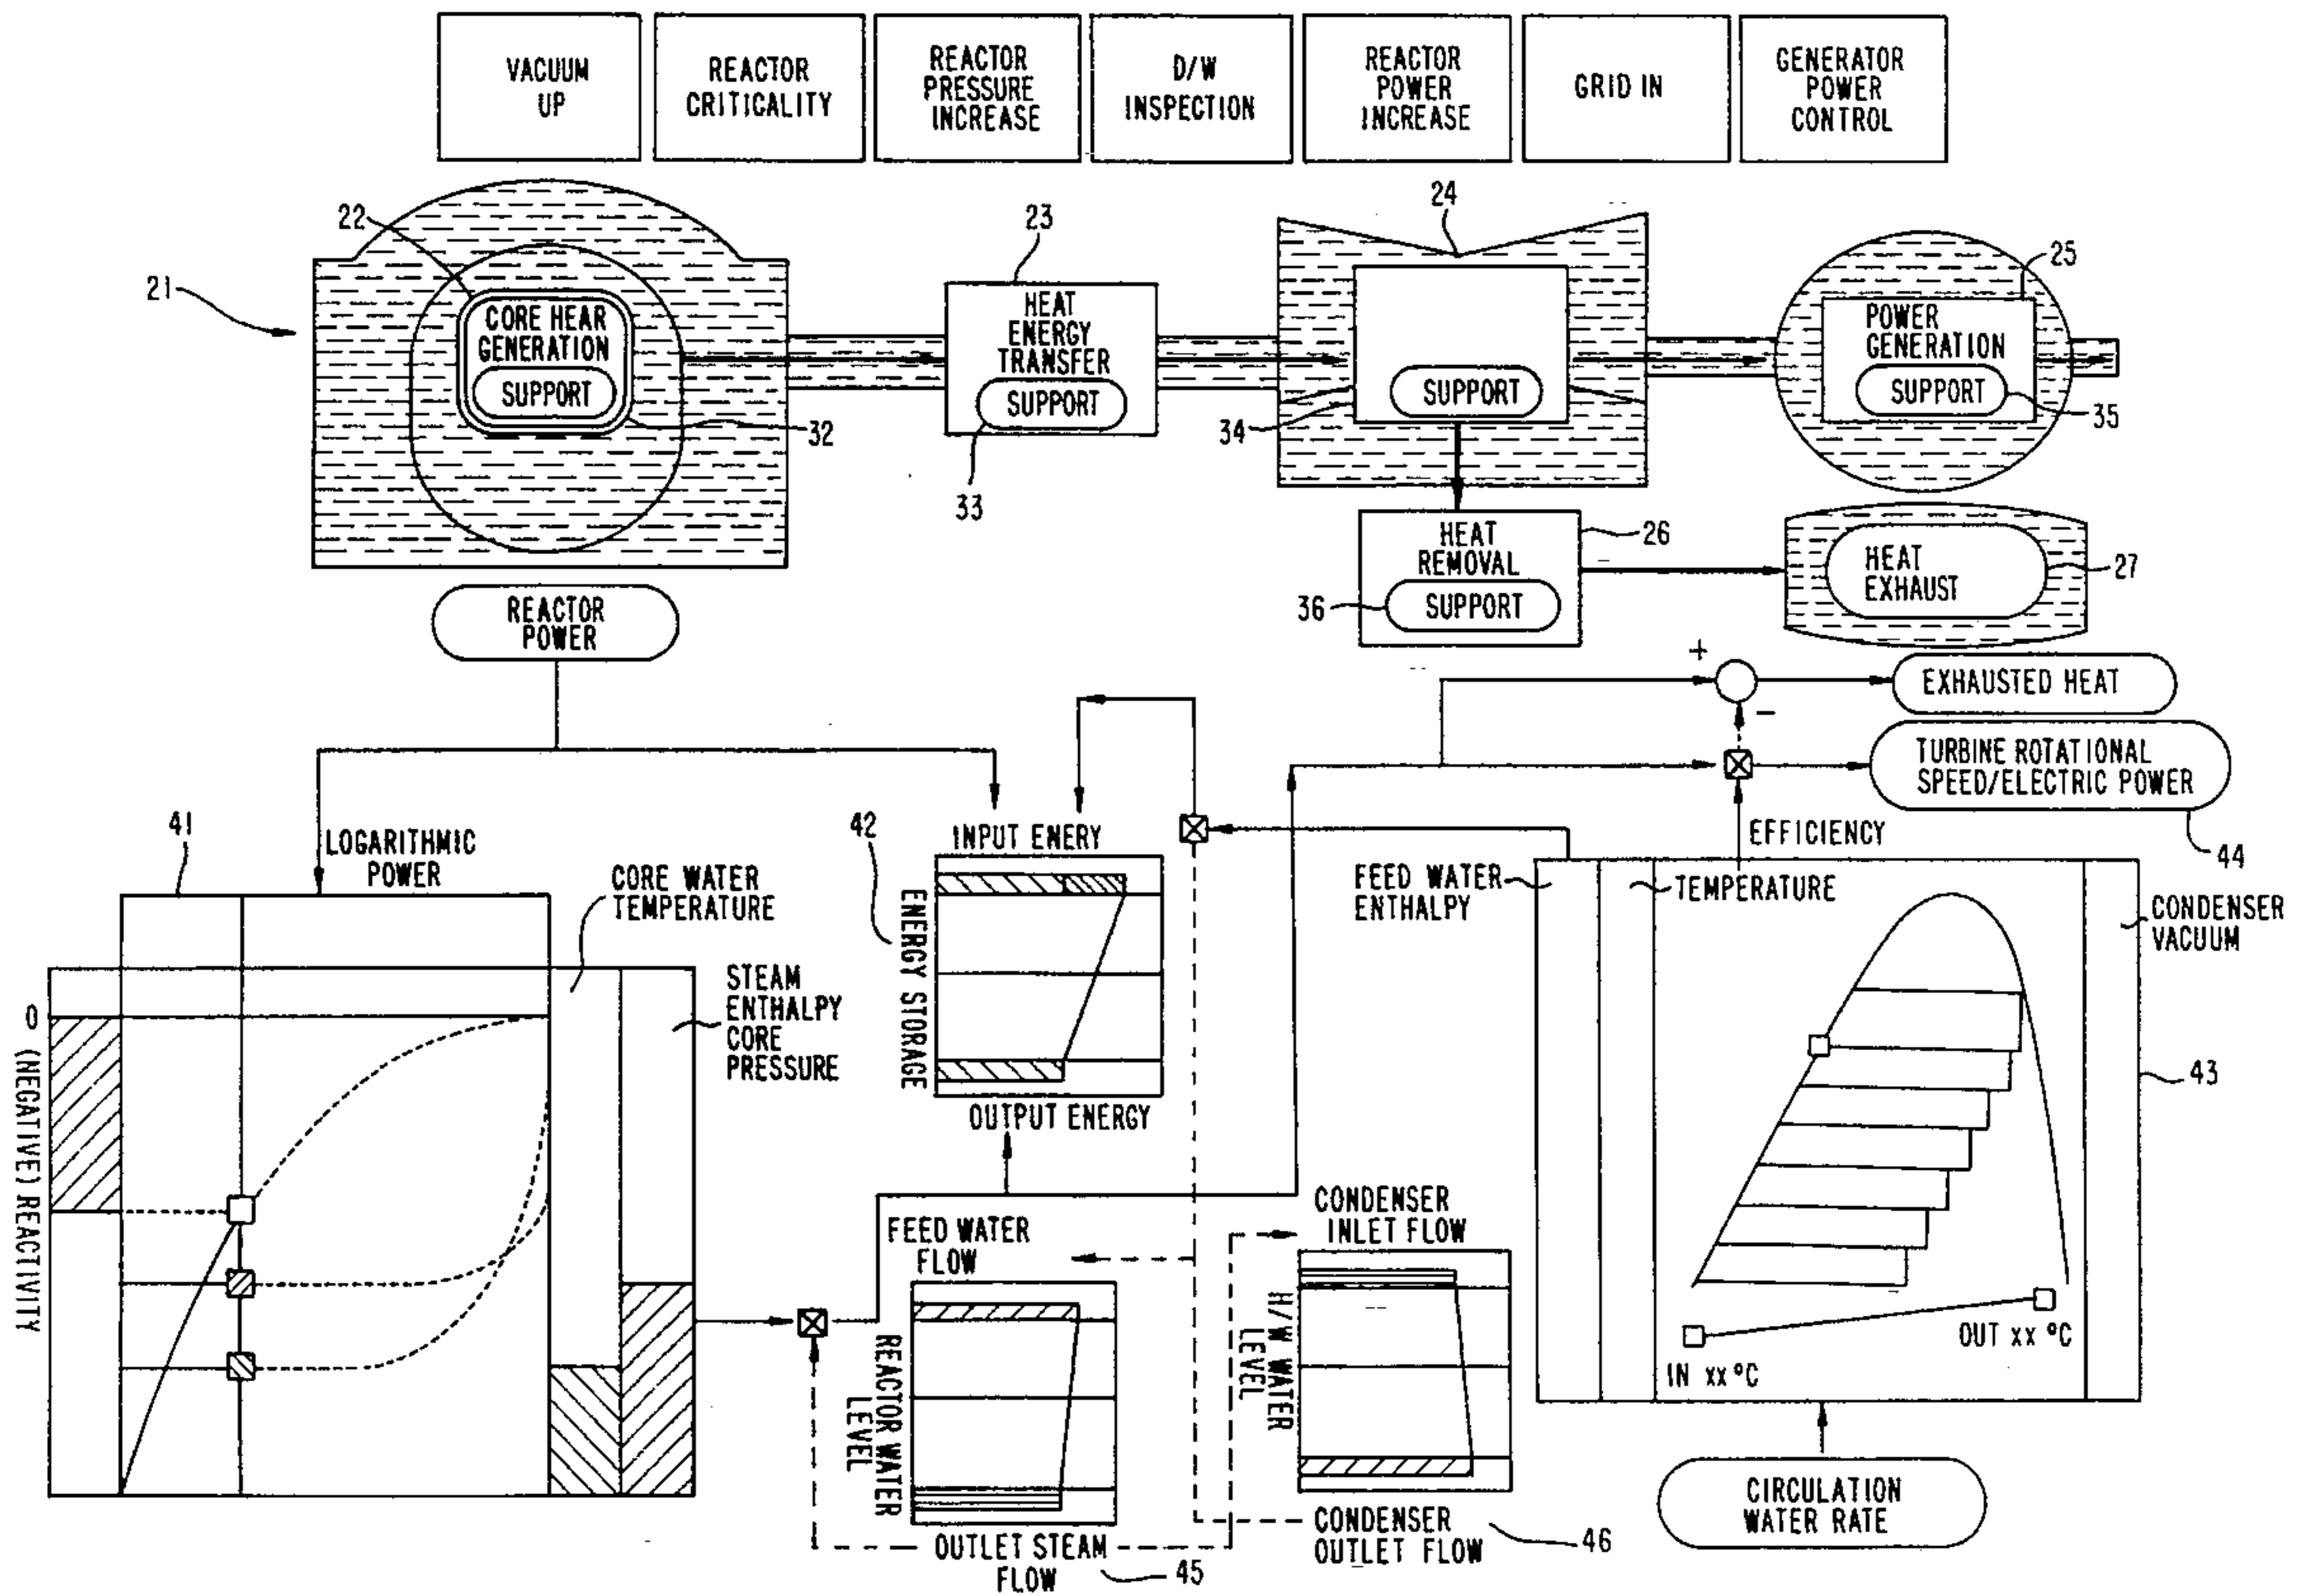 VACUUM
UP
REACTOR
CRITICALITY
REACTOR
PRESSURE
INCREASE
D/W
INSPECTION
REACTOR
POWER
INCREASE
GRID IN
GENERATOR
POWER
CONTROL
21
22
CORE HEAR
GENERATION
SUPPORT
32
23
HEAT
ENERGY
TRANSFER
SUPPORT
33
24
SUPPORT
34
25
POWER
GENERATION
SUPPORT
35
HEAT
REMOVAL
SUPPORT
26
36
HEAT
EXHAUST
27
REACTOR
POWER
+
-
EXHAUSTED HEAT
TURBINE ROTATIONAL
SPEED/ELECTRIC POWER
44
EFFICIENCY
41
LOGARITHMIC
POWER
CORE WATER
TEMPERATURE
STEAM
ENTHALPY
CORE
PRESSURE
0
(NEGATIVE) REACTIVITY
42
INPUT ENERY
ENERGY STORAGE
OUTPUT ENERGY
FEED WATER
ENTHALPY
TEMPERATURE
CONDENSER
VACUUM
43
IN xx °C
OUT xx °C
CIRCULATION
WATER RATE
FEED WATER
FLOW
REACTOR WATER
LEVEL
OUTLET STEAM
FLOW
45
CONDENSER
INLET FLOW
H/W WATER
LEVEL
CONDENSER
OUTLET FLOW
46